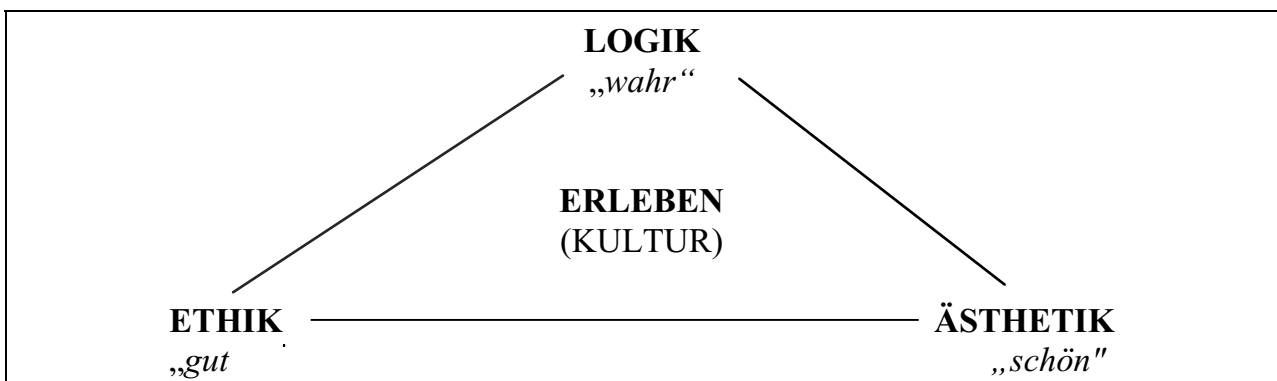 LOGIK
„wahr“
ERLEBEN
(KULTUR)
ETHIK
„gut
ÄSTHETIK
„schön"